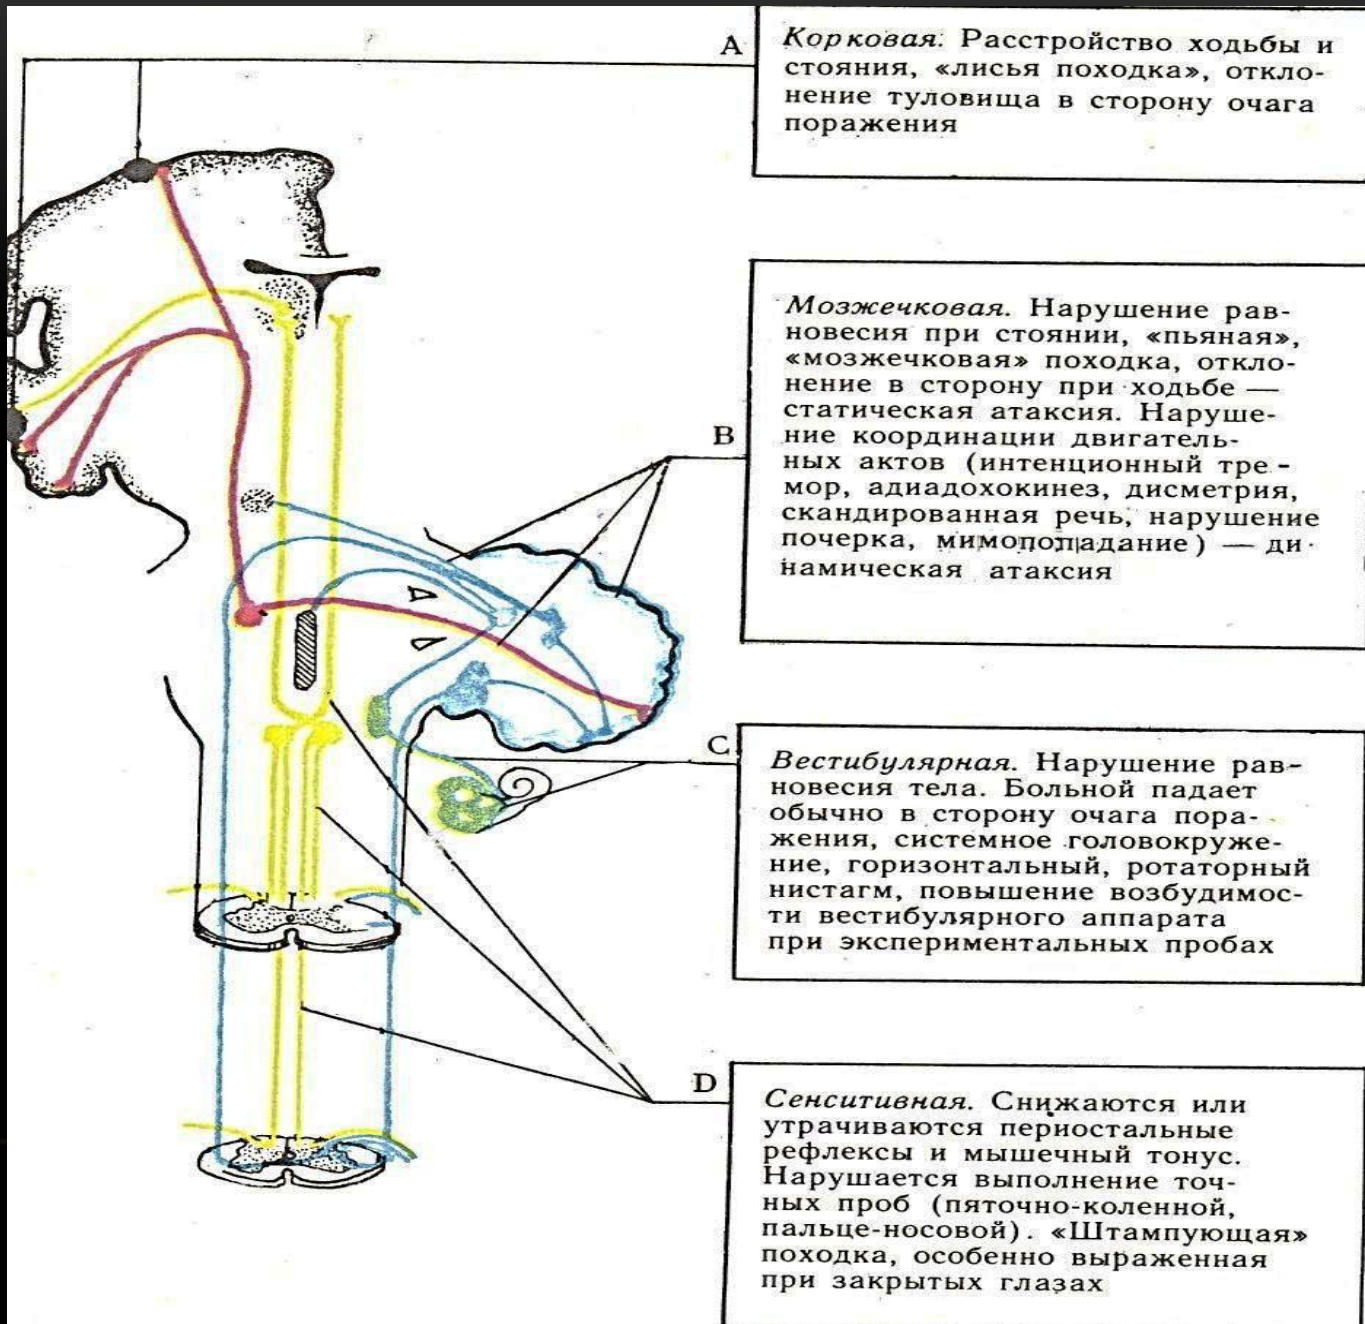 A
Корковая: Расстройство ходьбы и
стояния, «лисья походка», откло-
нение туловища в сторону очага
поражения
B
Мозжечковая. Нарушение рав-
новесия при стоянии, «пьяная»,
«мозжечковая» походка, откло-
нение в сторону при ходьбе —
статическая атаксия. Наруше-
ние координации двигатель-
ных актов (интенционный тре-
мор, адиадохокинез, дисметрия,
скандированная речь, нарушение
почерка, мимопопадание) — ди-
намическая атаксия
C
Вестибулярная. Нарушение рав-
новесия тела. Больной падает
обычно в сторону очага пора-
жения, системное головокруже-
ние, горизонтальный, ротаторный
нистагм, повышение возбудимос-
ти вестибулярного аппарата
при экспериментальных пробах
D
Сенситивная. Снижаются или
утрачиваются периостальные
рефлексы и мышечный тонус.
Нарушается выполнение точ-
ных проб (пяточно-коленной,
пальце-носовой). «Штампующая»
походка, особенно выраженная
при закрытых глазах